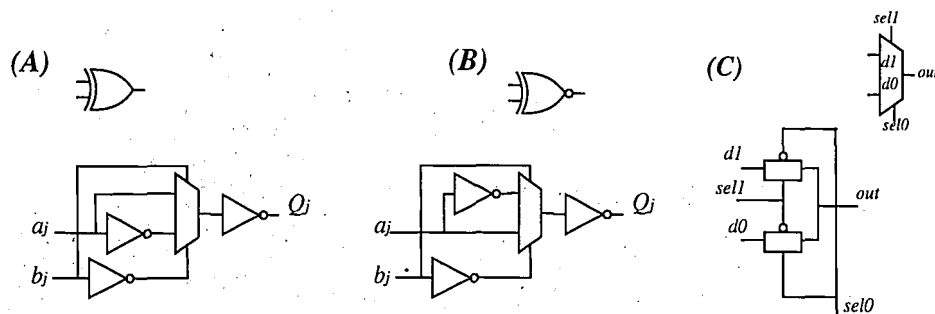 (A)
aj
bj
Qj
(B)
aj
bj
Qj
(C)
sel1
d1
d0
out
sel0
d1
sel1
d0
out
sel0